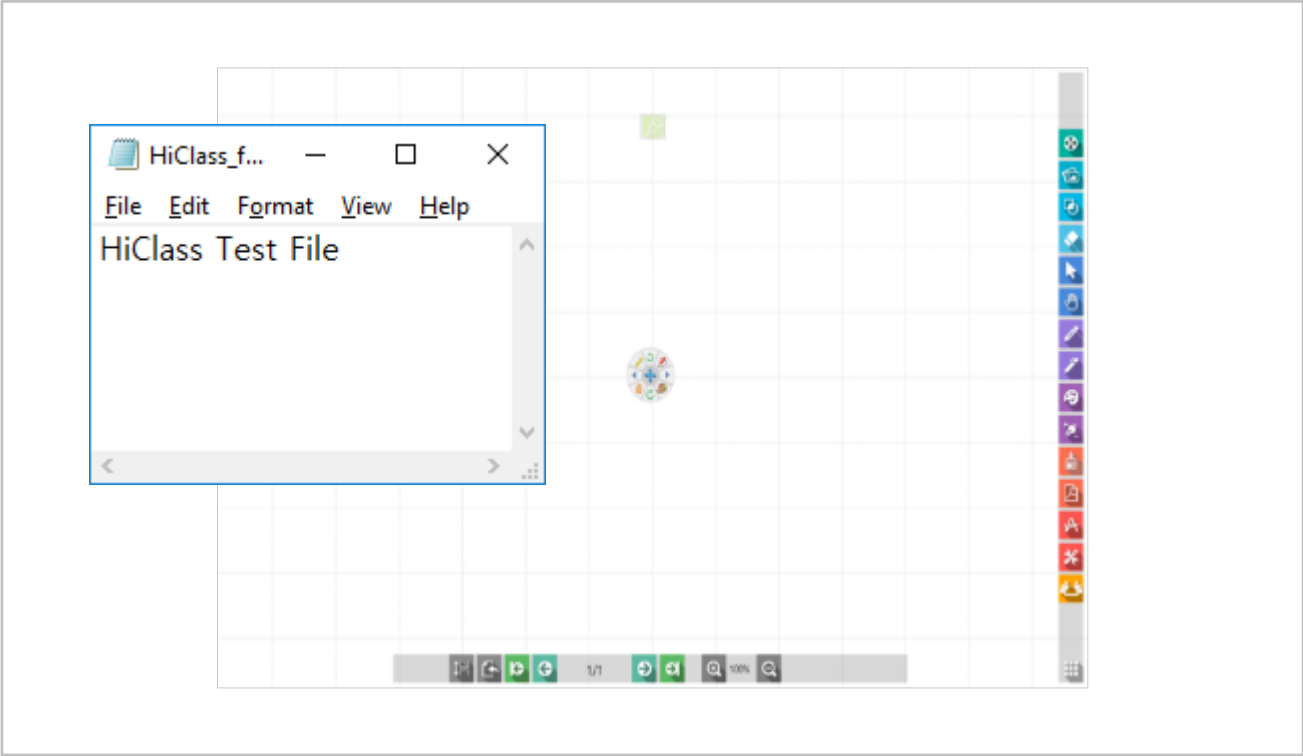 HiClass_f...
File Edit Format View Help
HiClass Test File
1/1
100%